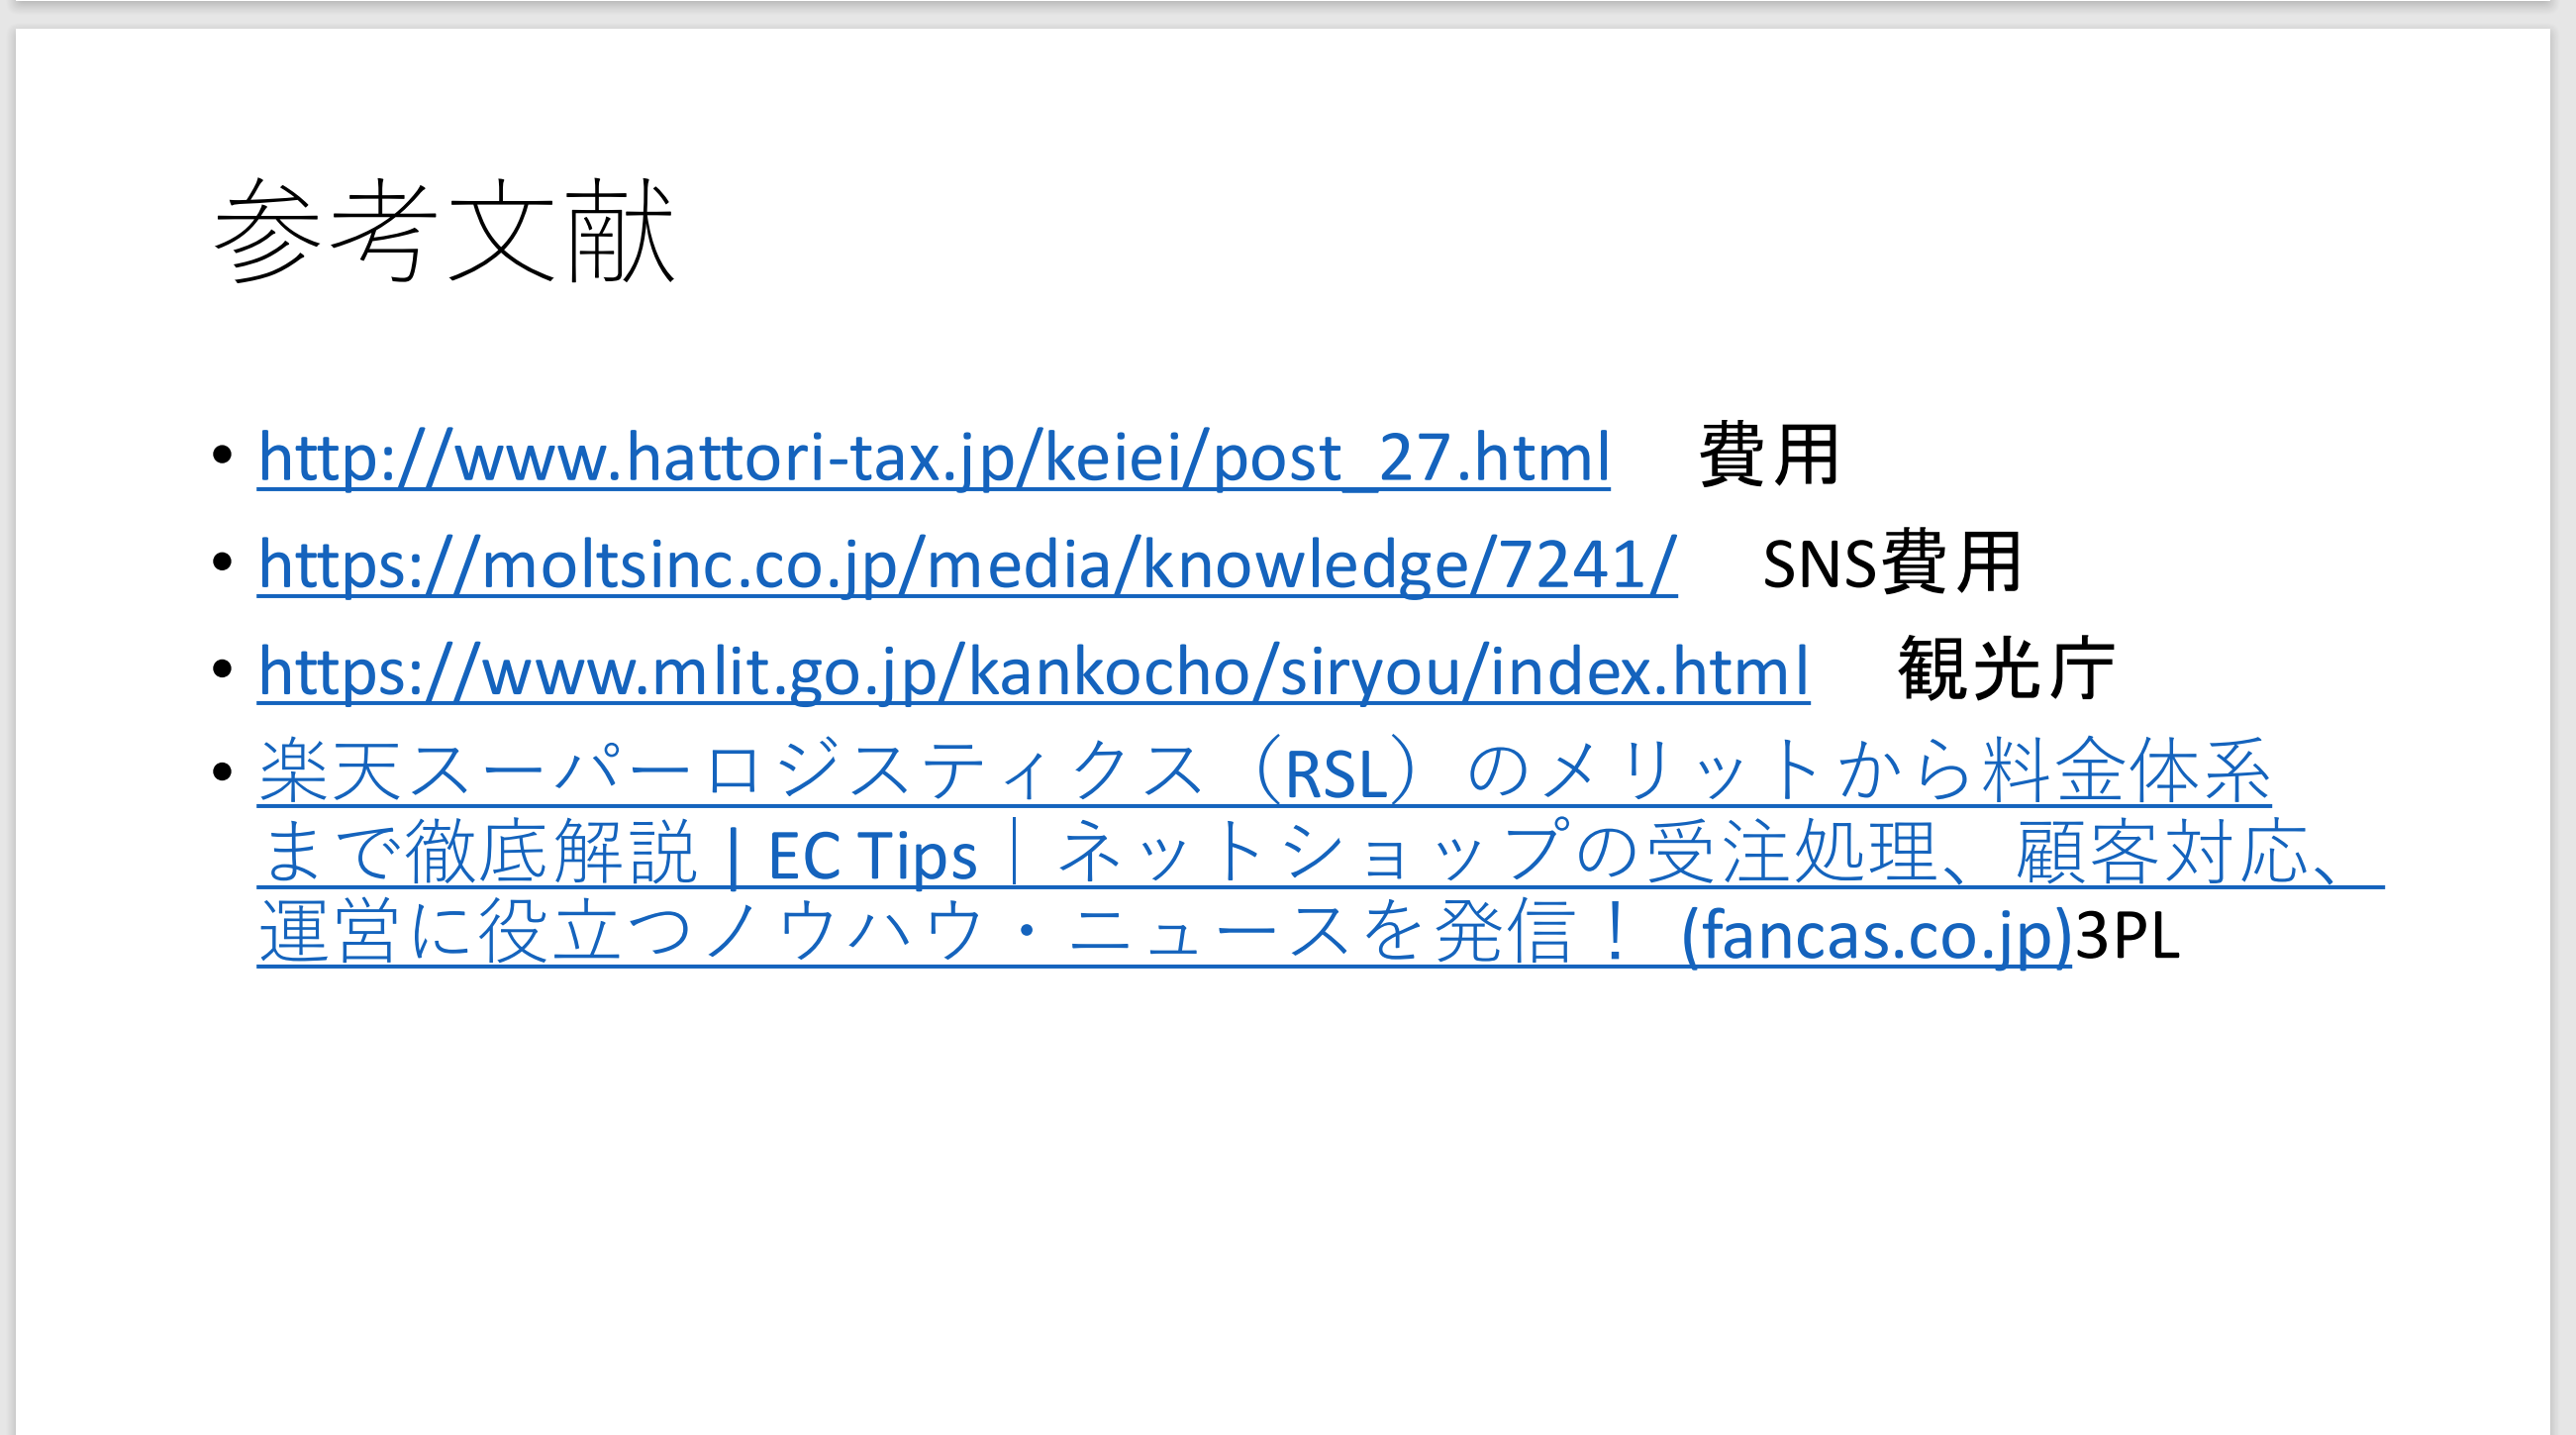 参考文献
• http://www.hattori-tax.jp/keiei/post_27.html　費用
• https://moltsinc.co.jp/media/knowledge/7241/　SNS費用
• https://www.mlit.go.jp/kankocho/siryou/index.html　観光庁
• 楽天スーパーロジスティクス（RSL）のメリットから料金体系
まで徹底解説 | EC Tips｜ネットショップの受注処理、顧客対応、
運営に役立つノウハウ・ニュースを発信！ (fancas.co.jp)3PL